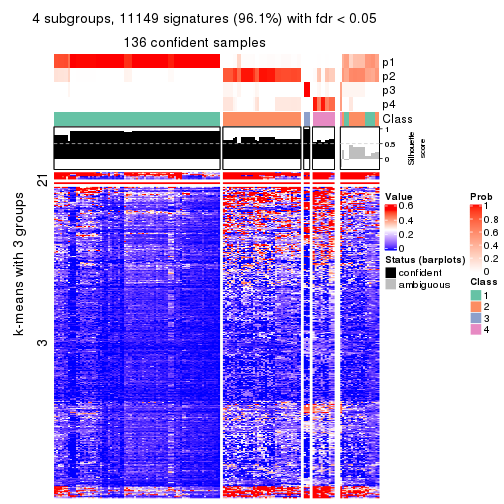 4 subgroups, 11149 signatures (96.1%) with fdr < 0.05
136 confident samples
p1
p2
p3
p4
Class
1
0.5
0
Silhouette
score
k-means with 3 groups
2
1
3
Value
0.6
0.4
0.2
0
Status (barplots)
confident
ambiguous
Prob
1
0.8
0.6
0.4
0.2
0
Class
1
2
3
4